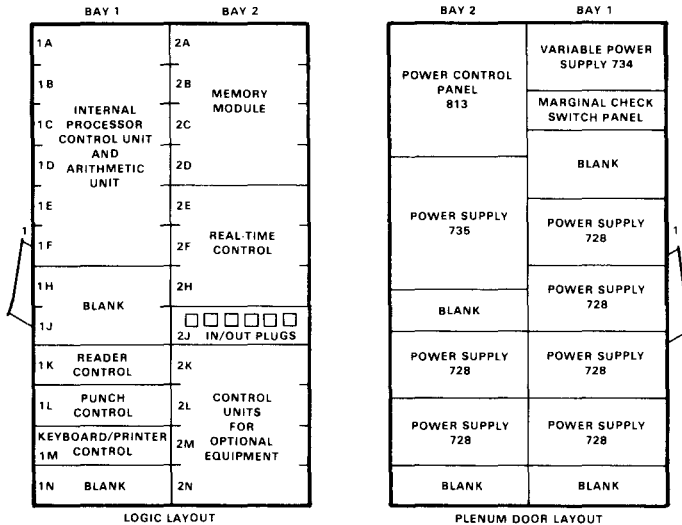 BAY 1
BAY 2
1A
1B
1C
1D
1E
1F
INTERNAL
PROCESSOR
CONTROL UNIT
AND
ARITHMETIC
UNIT
1H
1J
BLANK
1K
READER
CONTROL
1L
PUNCH
CONTROL
KEYBOARD/PRINTER
1M CONTROL
1N BLANK
2A
2B
2C
2D
MEMORY
MODULE
2E
2F
2H
REAL-TIME
CONTROL
2J IN/OUT PLUGS
2K
2L
2M
2N
CONTROL
UNITS
FOR
OPTIONAL
EQUIPMENT
1
LOGIC LAYOUT
BAY 2
BAY 1
POWER CONTROL
PANEL
813
POWER SUPPLY
735
BLANK
POWER SUPPLY
728
POWER SUPPLY
728
BLANK
VARIABLE POWER
SUPPLY 734
MARGINAL CHECK
SWITCH PANEL
BLANK
POWER SUPPLY
728
POWER SUPPLY
728
POWER SUPPLY
728
POWER SUPPLY
728
BLANK
1
PLENUM DOOR LAYOUT